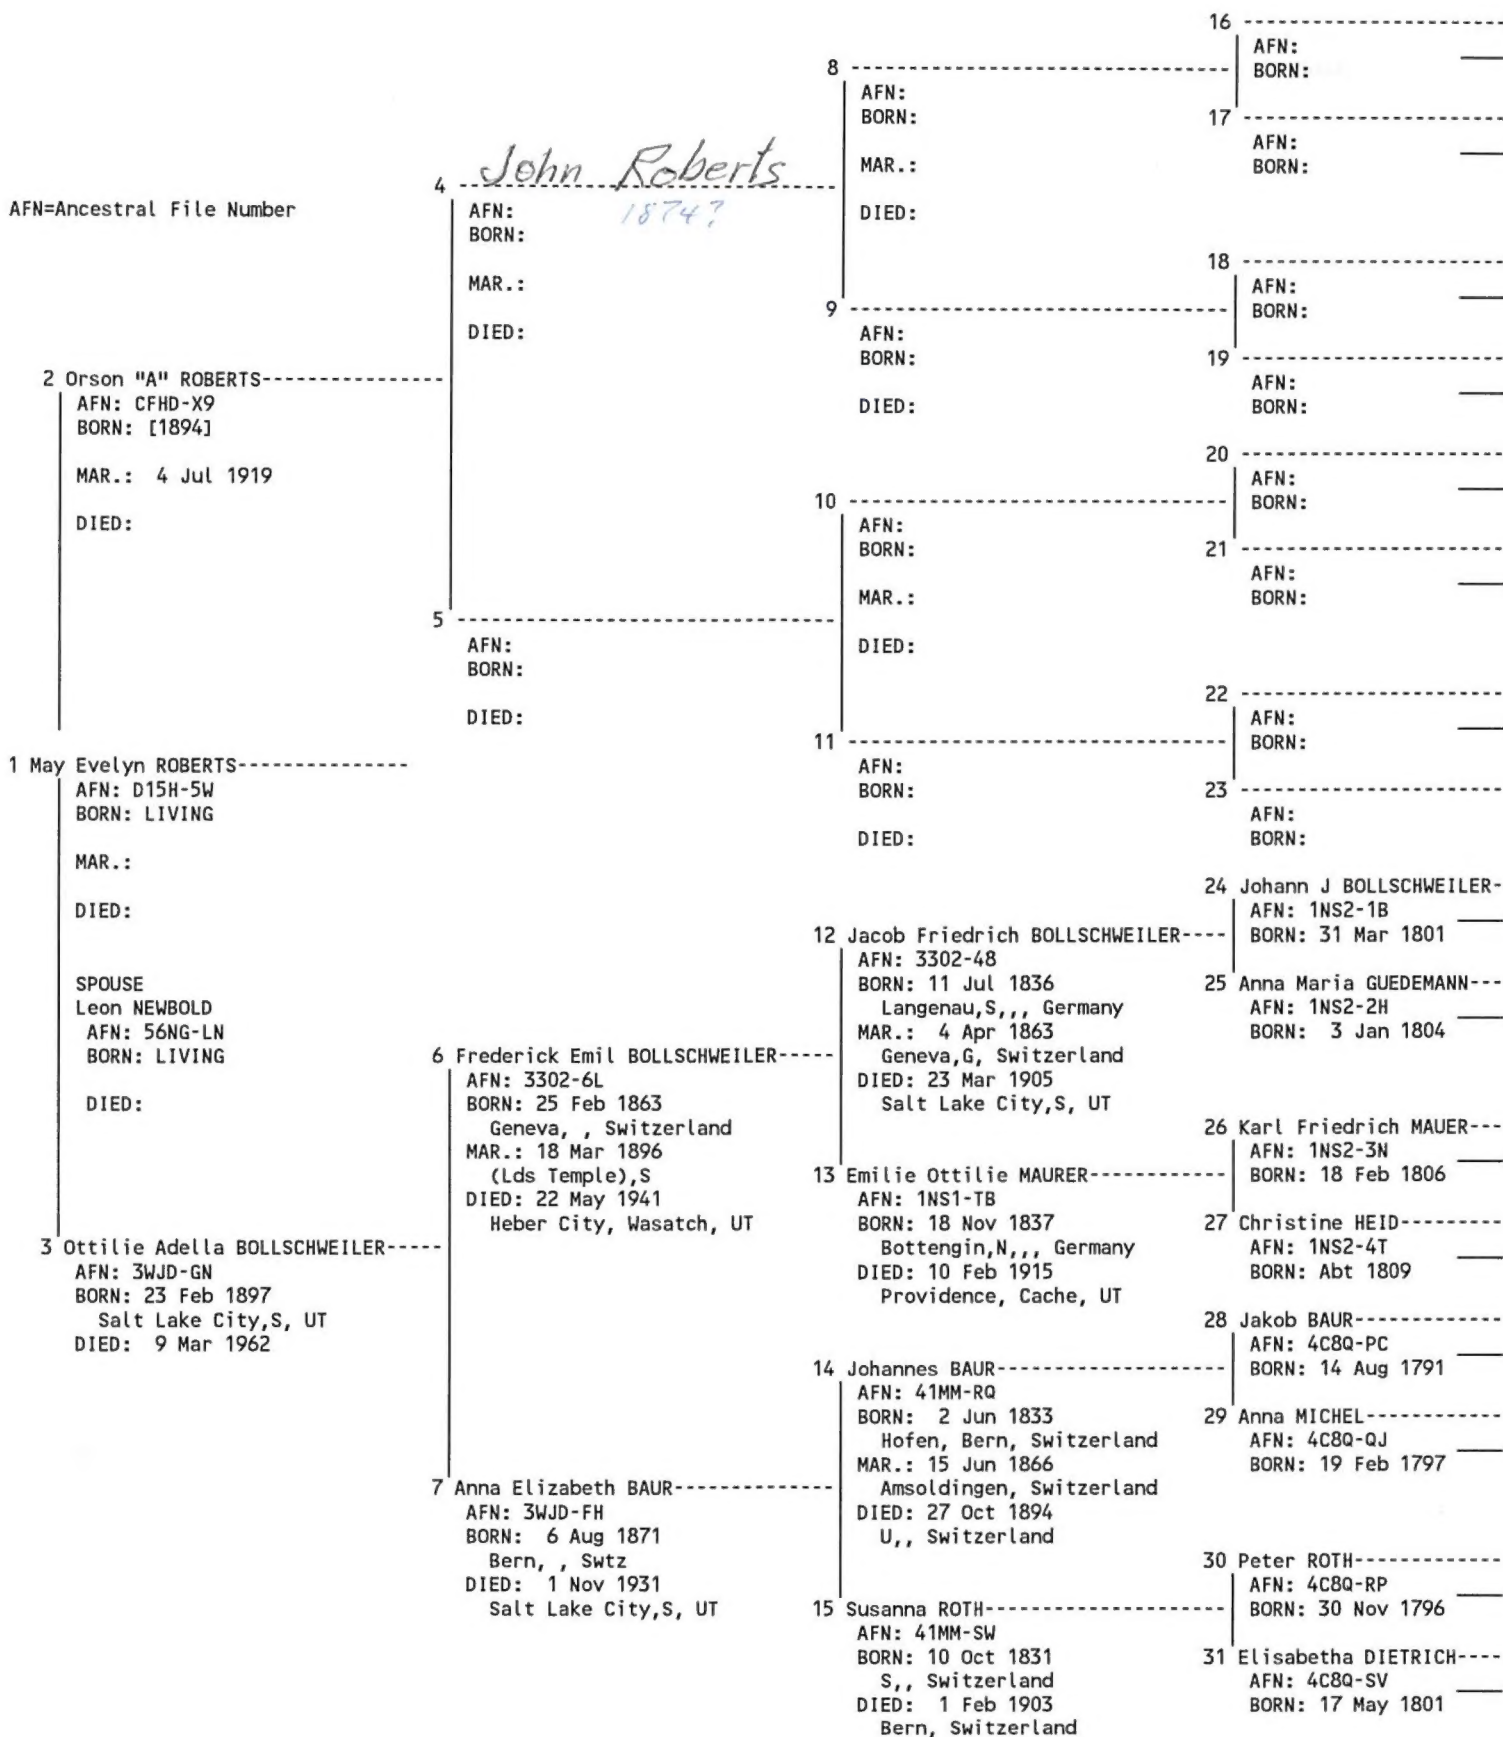 AFN=Ancestral File Number
1 May Evelyn ROBERTS
AFN: D15H-5W
BORN: LIVING
MAR.:
DIED:
SPOUSE
Leon NEWBOLD
AFN: 56NG-LN
BORN: LIVING
DIED:
2 Orson "A" ROBERTS
AFN: CFHD-X9
BORN: [1894]
MAR.: 4 Jul 1919
DIED:
3 Ottilie Adella BOLLSCHWEILER
AFN: 3WJD-GN
BORN: 23 Feb 1897
Salt Lake City,S, UT
DIED: 9 Mar 1962
4 John Roberts
1874?
AFN:
BORN:
MAR.:
DIED:
5
AFN:
BORN:
DIED:
6 Frederick Emil BOLLSCHWEILER
AFN: 3302-6L
BORN: 25 Feb 1863
Geneva, , Switzerland
MAR.: 18 Mar 1896
(Lds Temple),S
DIED: 22 May 1941
Heber City, Wasatch, UT
7 Anna Elizabeth BAUR
AFN: 3WJD-FH
BORN: 6 Aug 1871
Bern, , Swtz
DIED: 1 Nov 1931
Salt Lake City,S, UT
8
AFN:
BORN:
MAR.:
DIED:
9
AFN:
BORN:
DIED:
10
AFN:
BORN:
MAR.:
DIED:
11
AFN:
BORN:
DIED:
12 Jacob Friedrich BOLLSCHWEILER
AFN: 3302-48
BORN: 11 Jul 1836
Langenau,S,,, Germany
MAR.: 4 Apr 1863
Geneva,G, Switzerland
DIED: 23 Mar 1905
Salt Lake City,S, UT
13 Emilie Ottilie MAURER
AFN: 1NS1-TB
BORN: 18 Nov 1837
Bottengin,N,,, Germany
DIED: 10 Feb 1915
Providence, Cache, UT
14 Johannes BAUR
AFN: 41MM-RQ
BORN: 2 Jun 1833
Hofen, Bern, Switzerland
MAR.: 15 Jun 1866
Amsoldingen, Switzerland
DIED: 27 Oct 1894
U,, Switzerland
15 Susanna ROTH
AFN: 41MM-SW
BORN: 10 Oct 1831
S,, Switzerland
DIED: 1 Feb 1903
Bern, Switzerland
16
AFN:
BORN:
17
AFN:
BORN:
18
AFN:
BORN:
19
AFN:
BORN:
20
AFN:
BORN:
21
AFN:
BORN:
22
AFN:
BORN:
23
AFN:
BORN:
24 Johann J BOLLSCHWEILER
AFN: 1NS2-1B
BORN: 31 Mar 1801
25 Anna Maria GUEDEMANN
AFN: 1NS2-2H
BORN: 3 Jan 1804
26 Karl Friedrich MAUER
AFN: 1NS2-3N
BORN: 18 Feb 1806
27 Christine HEID
AFN: 1NS2-4T
BORN: Abt 1809
28 Jakob BAUR
AFN: 4C8Q-PC
BORN: 14 Aug 1791
29 Anna MICHEL
AFN: 4C8Q-QJ
BORN: 19 Feb 1797
30 Peter ROTH
AFN: 4C8Q-RP
BORN: 30 Nov 1796
31 Elisabetha DIETRICH
AFN: 4C8Q-SV
BORN: 17 May 1801